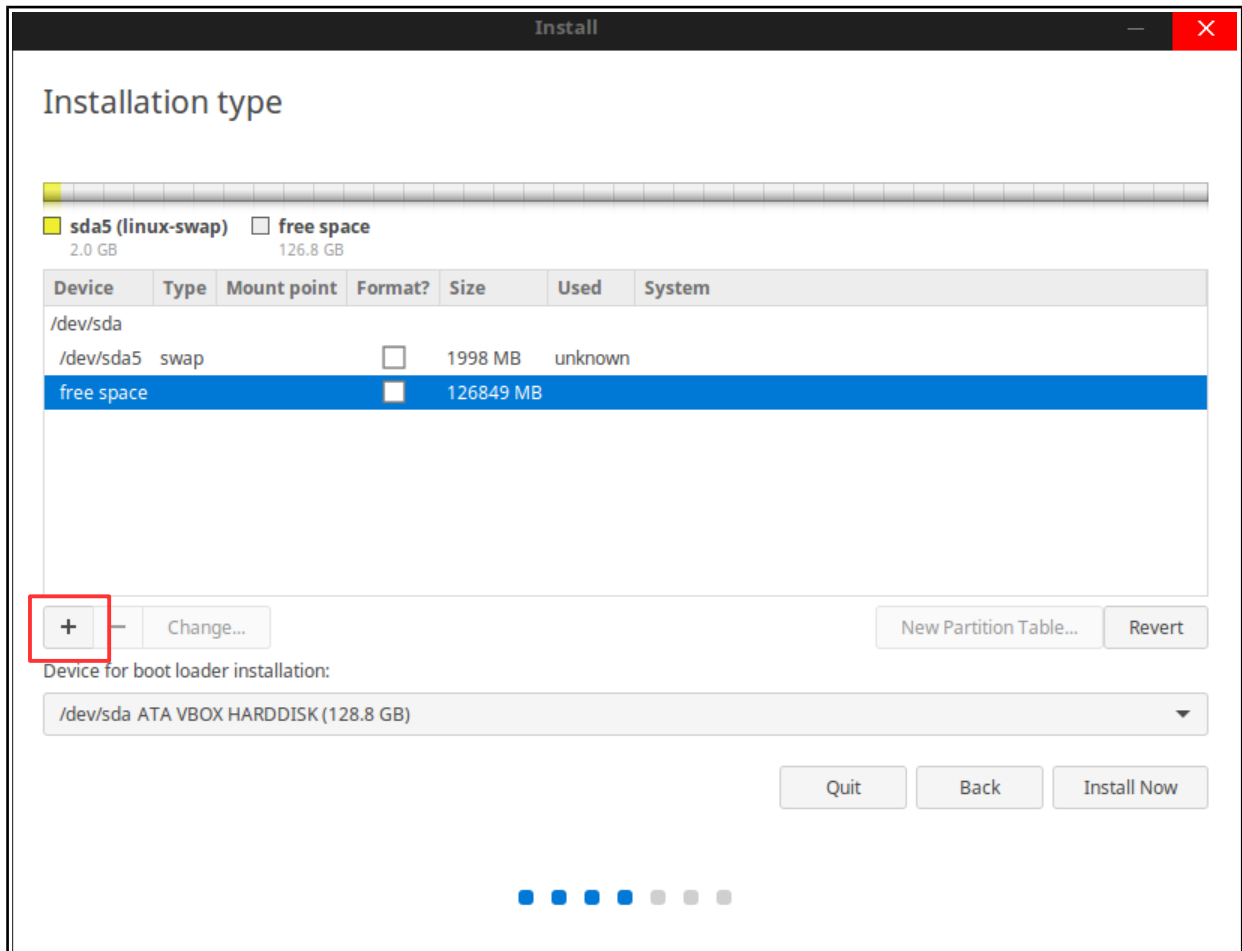 Install
Installation type
sda5 (linux-swap) free space
2.0 GB 126.8 GB
Device Type Mount point Format? Size Used System
/dev/sda
/dev/sda5 swap 1998 MB unknown
free space 126849 MB
+ − Change... New Partition Table... Revert
Device for boot loader installation:
/dev/sda ATA VBOX HARDDISK (128.8 GB)
Quit Back Install Now